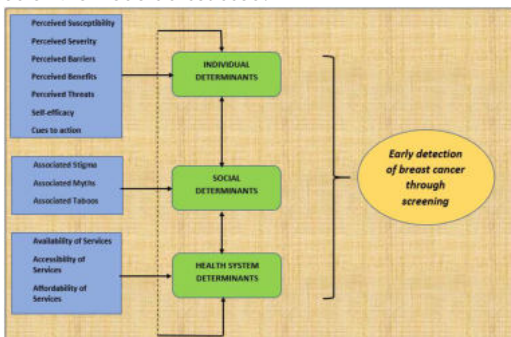 Perceived Susceptibility
Perceived Severity
Perceived Barriers
Perceived Benefits
Perceived Threats
Self-efficacy
Cues to action
INDIVIDUAL
DETERMINANTS
Associated Stigma
Associated Myths
Associated Taboos
SOCIAL
DETERMINANTS
Availability of Services
Accessibility of
Services
Affordability of
Services
HEALTH SYSTEM
DETERMINANTS
Early detection
of breast cancer
through
screening